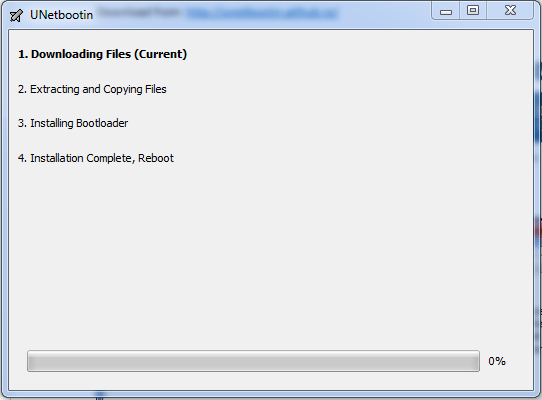 UNetbootin
1. Downloading Files (Current)
2. Extracting and Copying Files
3. Installing Bootloader
4. Installation Complete, Reboot
0%